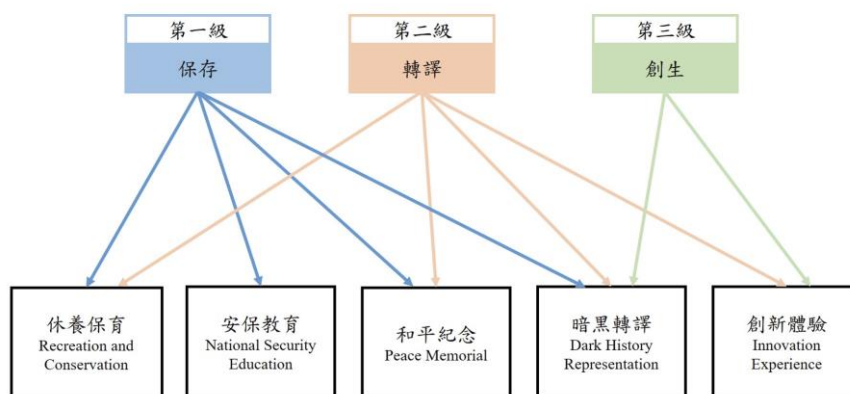 第一級
保存
第二級
轉譯
第三級
創生
休養保育
Recreation and
Conservation
安保教育
National Security
Education
和平紀念
Peace Memorial
暗黑轉譯
Dark History
Representation
創新體驗
Innovation
Experience